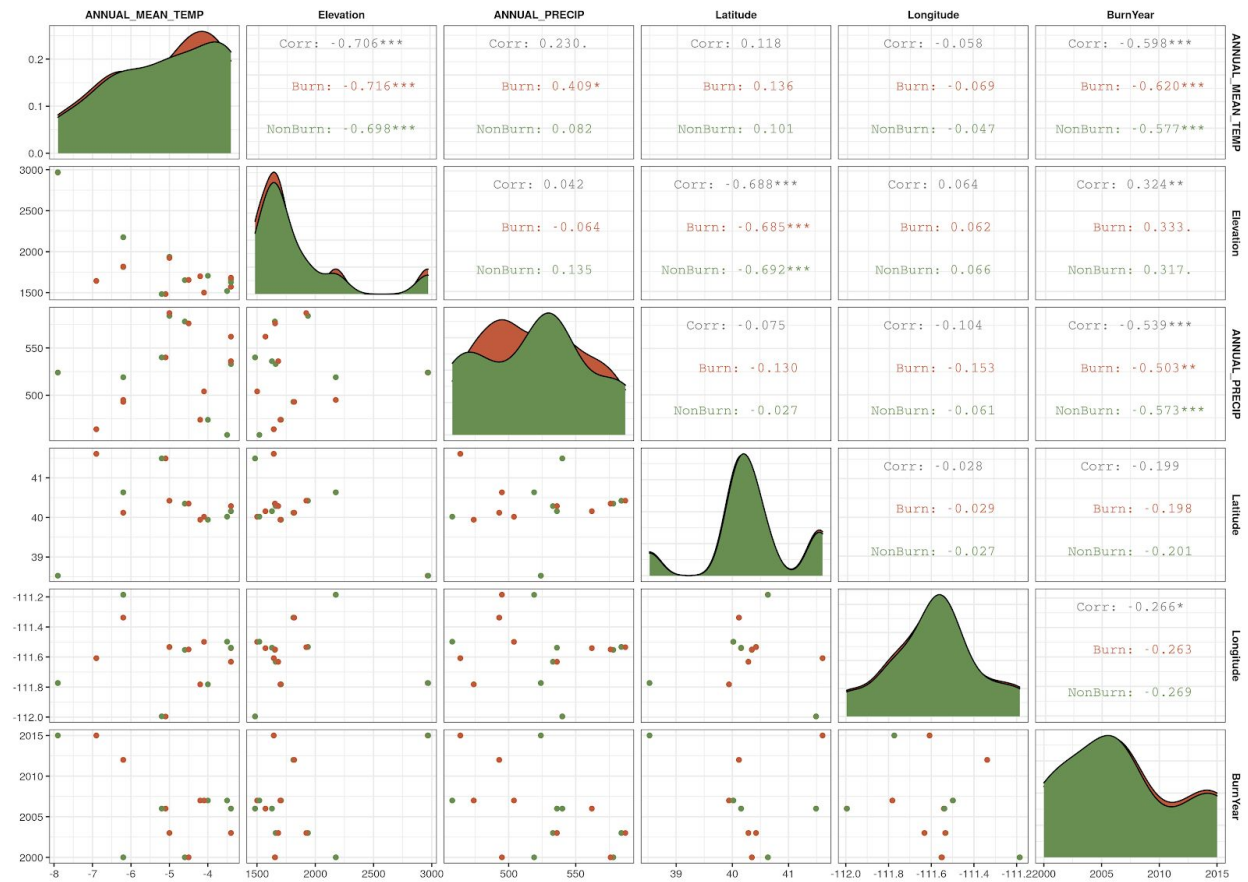 ANNUAL_MEAN_TEMP Elevation ANNUAL_PRECIP Latitude Longitude BurnYear
0.2
0.1
0.0
Corr: -0.706***
Burn: -0.716***
NonBurn: -0.698***
Corr: 0.230.
Burn: 0.409*
NonBurn: 0.082
Corr: 0.118
Burn: 0.136
NonBurn: 0.101
Corr: -0.058
Burn: -0.069
NonBurn: -0.047
Corr: -0.598***
Burn: -0.620***
NonBurn: -0.577***
ANNUAL_MEAN_TEMP
3000
2500
2000
1500
Corr: 0.042
Burn: -0.064
NonBurn: 0.135
Corr: -0.688***
Burn: -0.685***
NonBurn: -0.692***
Corr: 0.064
Burn: 0.062
NonBurn: 0.066
Corr: 0.324**
Burn: 0.333.
NonBurn: 0.317.
Elevation
550
500
Corr: -0.075
Burn: -0.130
NonBurn: -0.027
Corr: -0.104
Burn: -0.153
NonBurn: -0.061
Corr: -0.539***
Burn: -0.503**
NonBurn: -0.573***
ANNUAL_PRECIP
41
40
39
Corr: -0.028
Burn: -0.029
NonBurn: -0.027
Corr: -0.199
Burn: -0.198
NonBurn: -0.201
Latitude
-111.2
-111.4
-111.6
-111.8
-112.0
Corr: -0.266*
Burn: -0.263
NonBurn: -0.269
Longitude
2015
2010
2005
2000
BurnYear
-8 -7 -6 -5 -4
1500 2000 2500 3000
500 550
39 40 41
-112.0 -111.8 -111.6 -111.4 -111.2
2000 2005 2010 2015